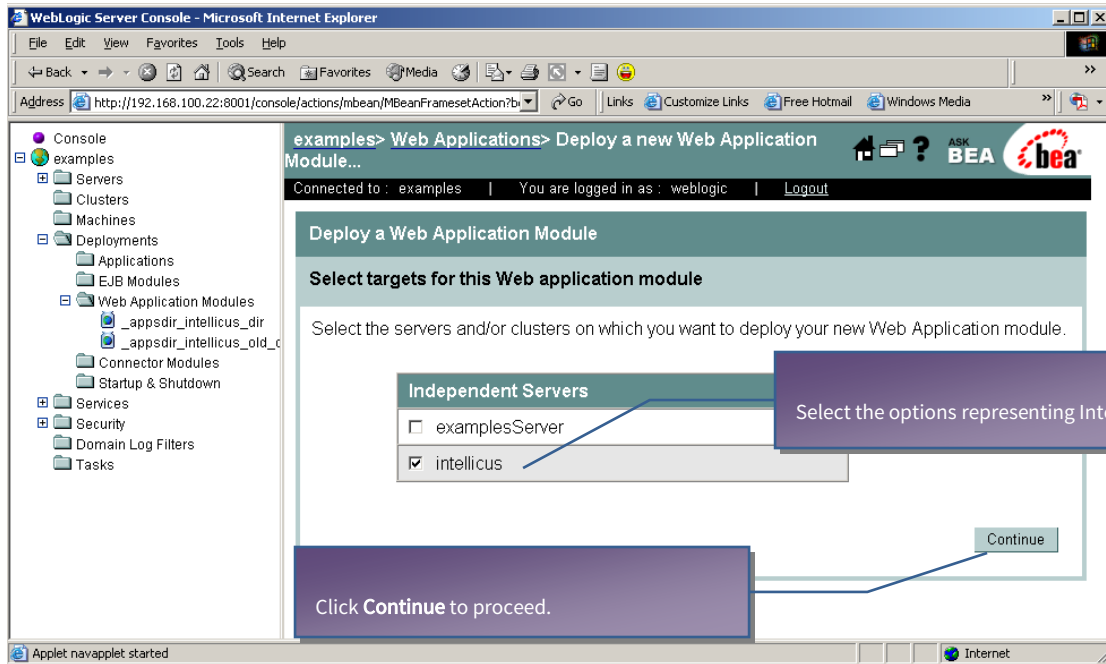 WebLogic Server Console - Microsoft Internet Explorer
File Edit View Favorites Tools Help
Back Search Favorites Media
Address http://192.168.100.22:8001/console/actions/mbean/MBeanFramesetAction?b Go Links Customize Links Free Hotmail Windows Media
Console
examples
Servers
Clusters
Machines
Deployments
Applications
EJB Modules
Web Application Modules
_appsdir_intellicus_dir
_appsdir_intellicus_old_d
Connector Modules
Startup & Shutdown
Services
Security
Domain Log Filters
Tasks
examples> Web Applications> Deploy a new Web Application
Module...
ASK
BEA
bea
Connected to : examples | You are logged in as : weblogic | Logout
Deploy a Web Application Module
Select targets for this Web application module
Select the servers and/or clusters on which you want to deploy your new Web Application module.
Independent Servers
examplesServer
intellicus
Select the options representing
Continue
Click Continue to proceed.
Applet navapplet started
Internet